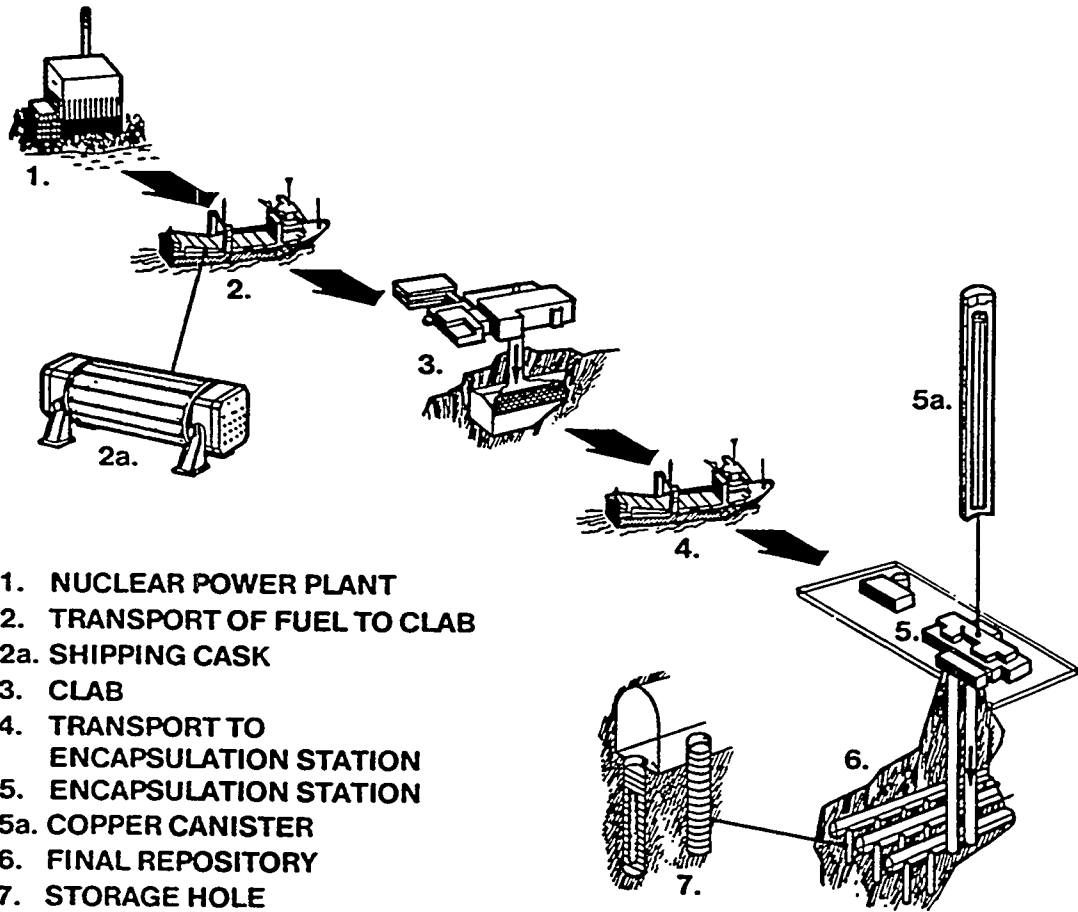 1.
2.
2a.
3.
4.
5a.
5.
6.
7.
1. NUCLEAR POWER PLANT
2. TRANSPORT OF FUEL TO CLAB
2a. SHIPPING CASK
3. CLAB
4. TRANSPORT TO
ENCAPSULATION STATION
5. ENCAPSULATION STATION
5a. COPPER CANISTER
6. FINAL REPOSITORY
7. STORAGE HOLE